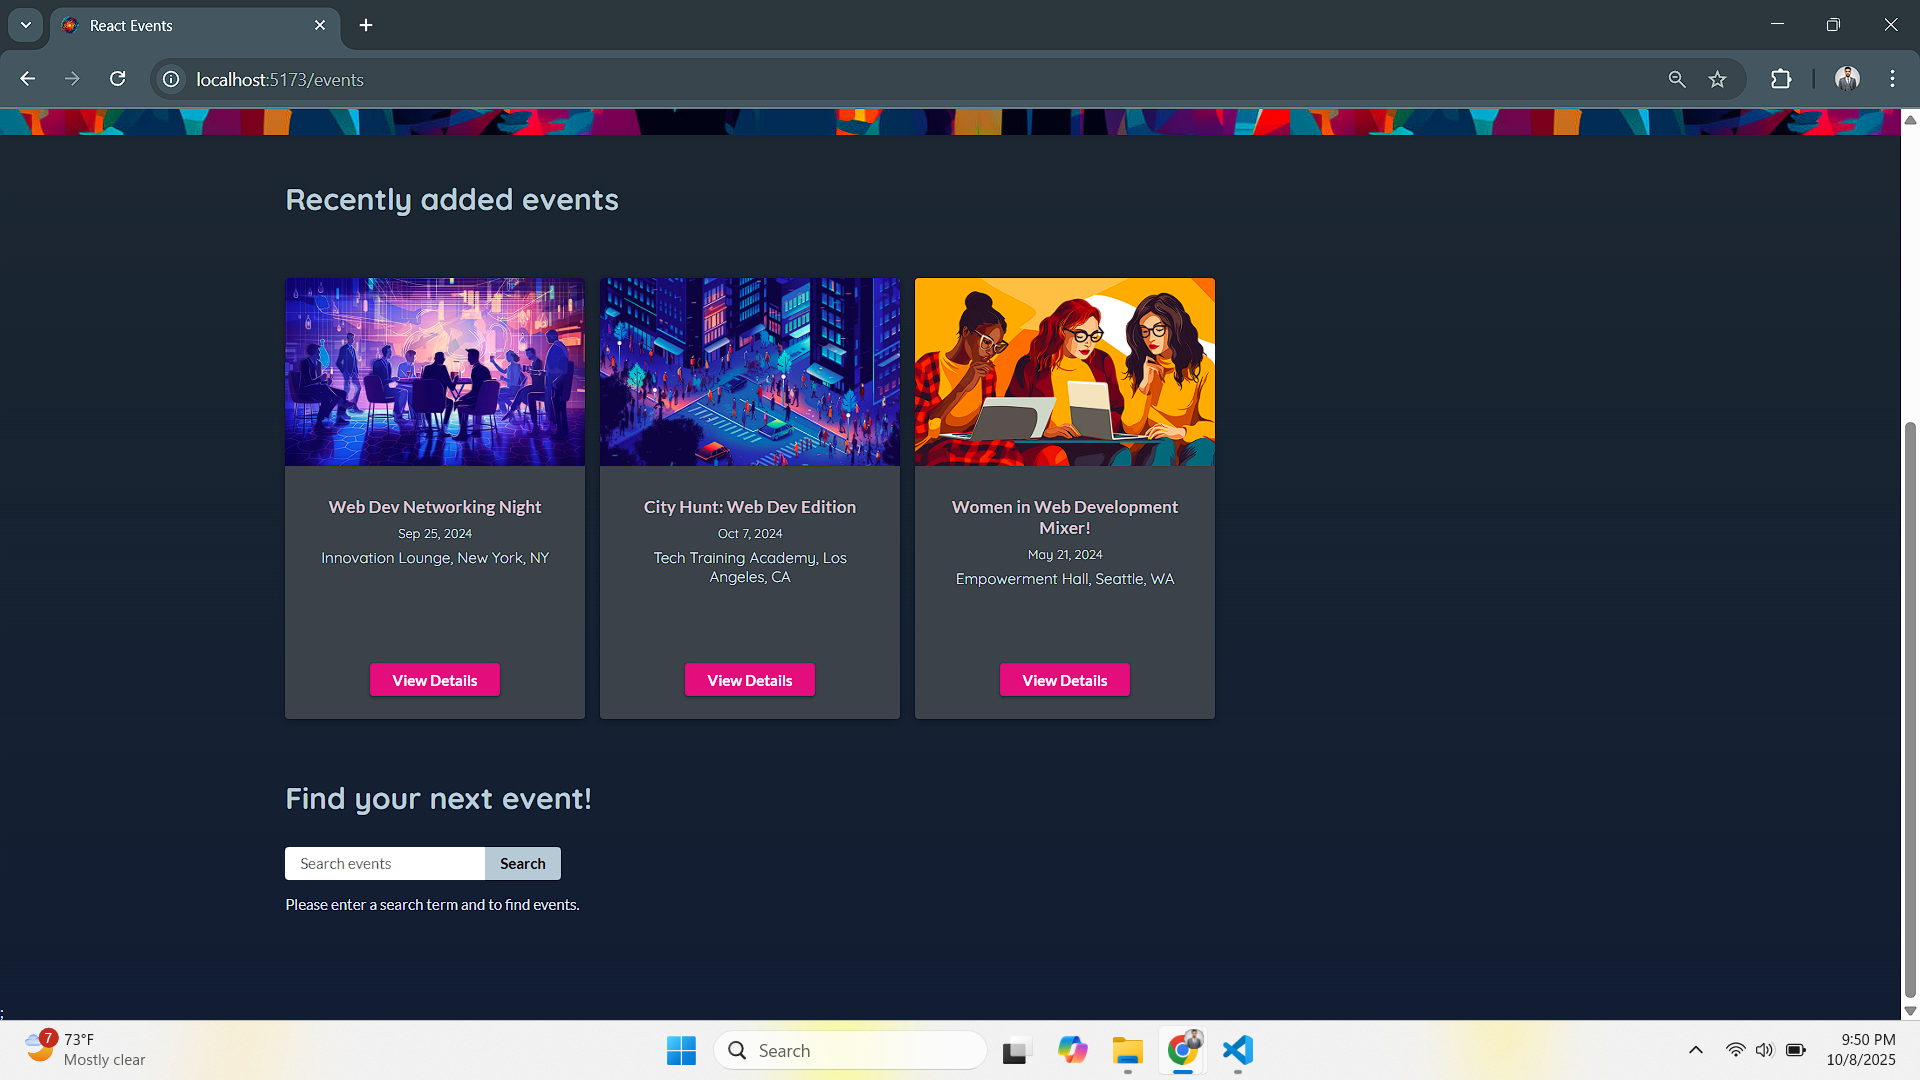 React Events
localhost:5173/events
Recently added events
Web Dev Networking Night
Sep 25, 2024
Innovation Lounge, New York, NY
View Details
City Hunt: Web Dev Edition
Oct 7, 2024
Tech Training Academy, Los
Angeles, CA
View Details
Women in Web Development
Mixer!
May 21, 2024
Empowerment Hall, Seattle, WA
View Details
Find your next event!
Search events
Search
Please enter a search term and to find events.
;
7
73°F
Mostly clear
Search
9:50 PM
10/8/2025